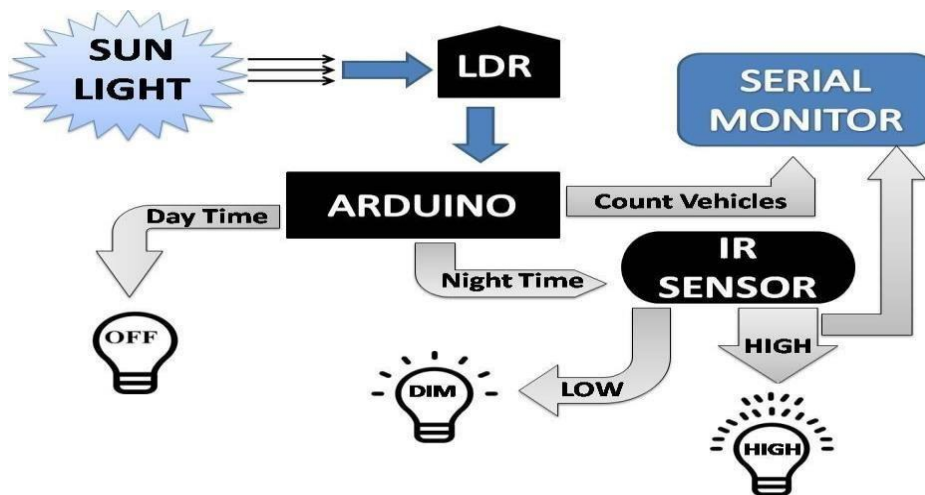 SUN
LIGHT
LDR
SERIAL
MONITOR
ARDUINO
Count Vehicles
Day Time
Night Time
IR
SENSOR
OFF
DIM
LOW
HIGH
HIGH